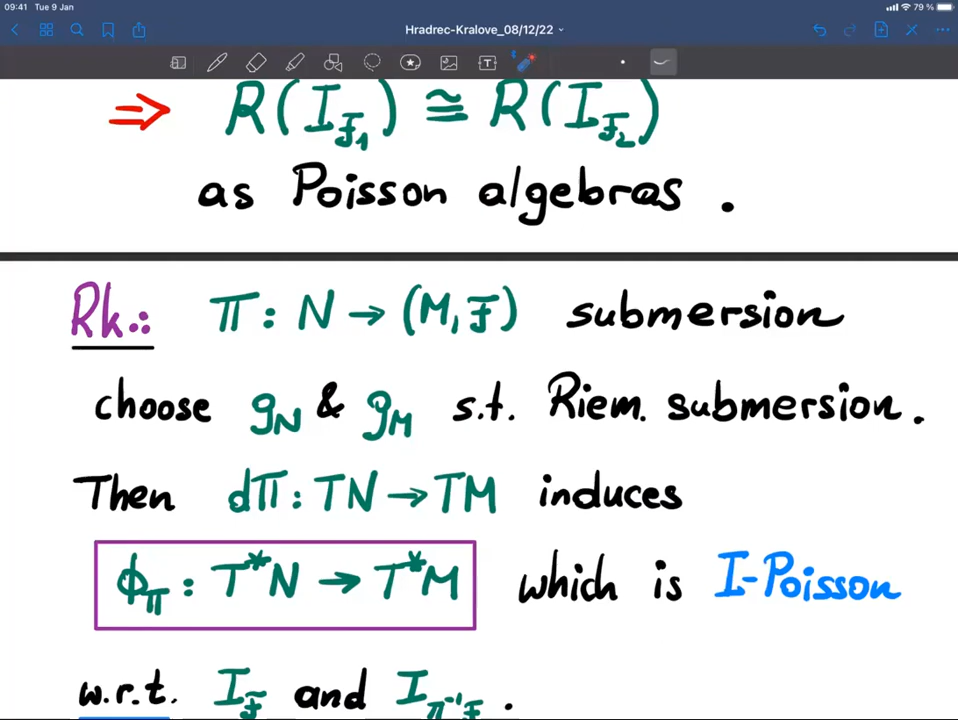 09:41 Tue 9 Jan
79 %
Hradrec-Kralove_08/12/22
⇒ R(I_F₁) ≅ R(I_F₂)
as Poisson algebras .
Rk.: π : N → (M, F) submersion
choose g_N & g_M s.t. Riem. submersion.
Then dπ : TN → TM induces
ϕ_π : T*N → T*M which is I-Poisson
w.r.t. I_F and I_π⁻¹F .